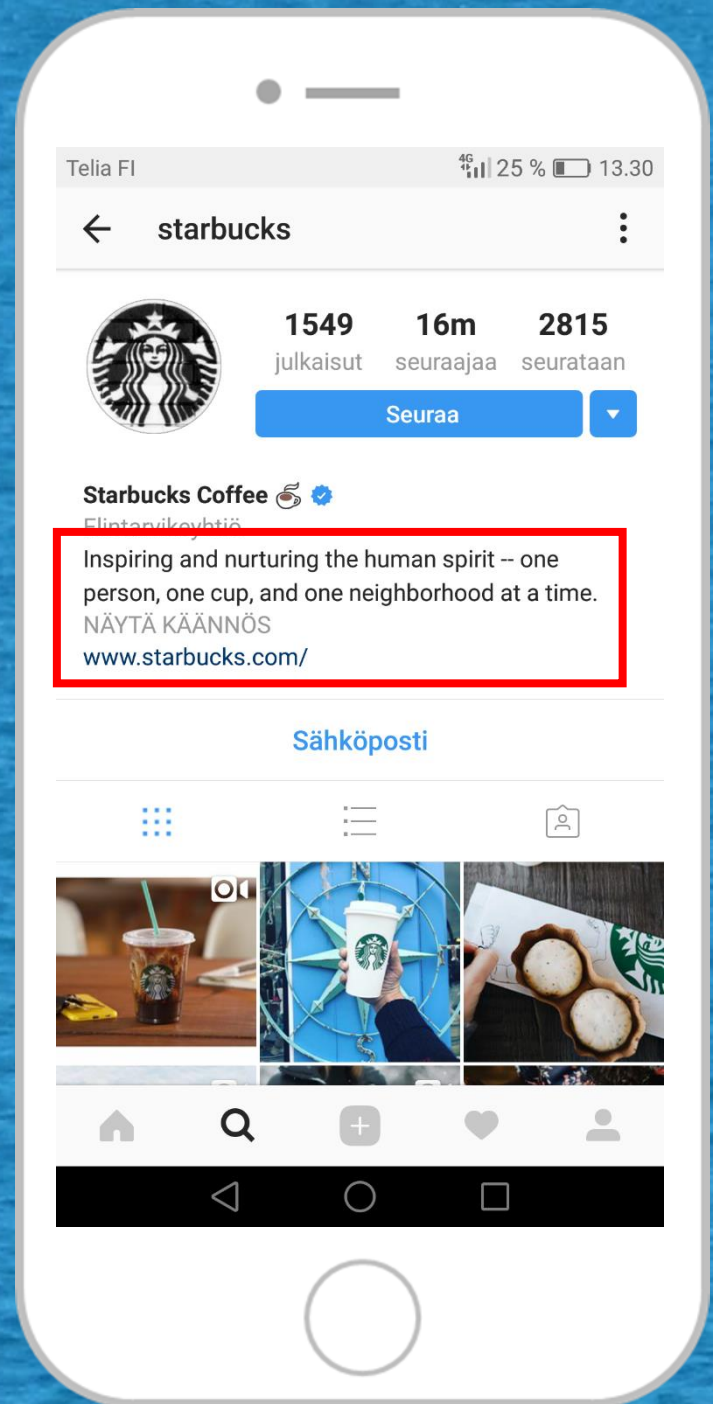 Telia FI 4G 25 % 13.30
starbucks
1549 16m 2815
julkaisut seuraajaa seurataan
Seuraa
Starbucks Coffee
Elintarvikeyhtiö
Inspiring and nurturing the human spirit -- one
person, one cup, and one neighborhood at a time.
NÄYTÄ KÄÄNNÖS
www.starbucks.com/
Sähköposti